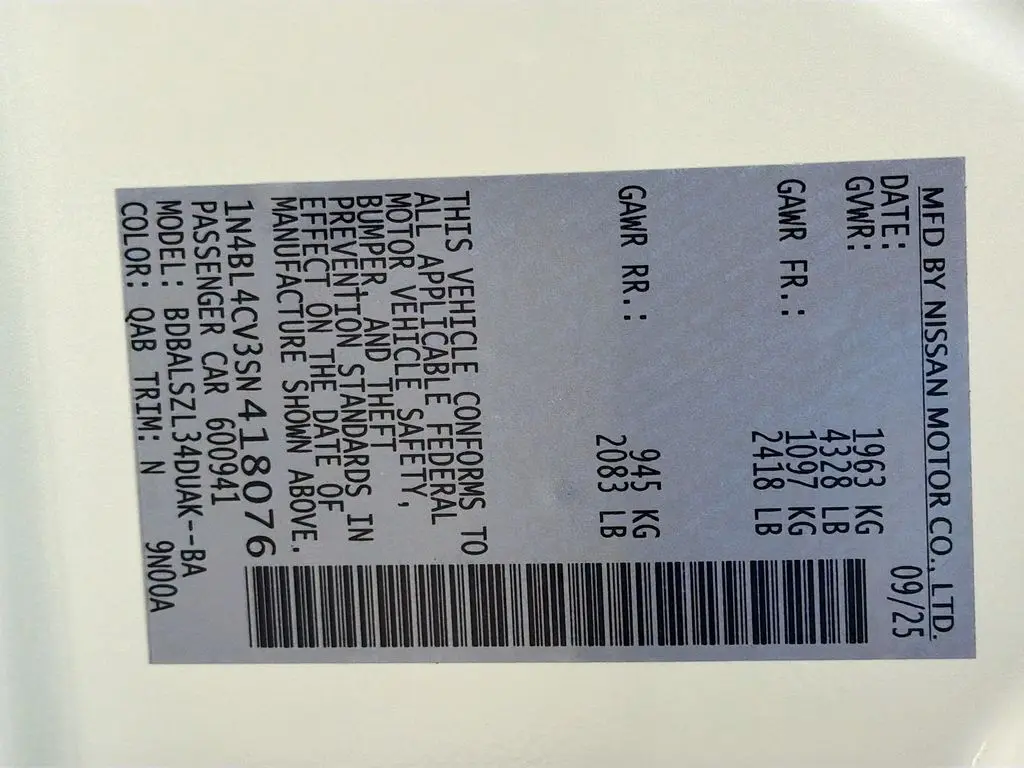 MFD BY NISSAN MOTOR CO., LTD.
DATE: 09/25
GVWR: 1963 KG
4328 LB
GAWR FR.: 1097 KG
2418 LB
GAWR RR.: 945 KG
2083 LB
THIS VEHICLE CONFORMS TO
ALL APPLICABLE FEDERAL
MOTOR VEHICLE SAFETY,
BUMPER, AND THEFT
PREVENTION STANDARDS IN
EFFECT ON THE DATE OF
MANUFACTURE SHOWN ABOVE.
1N4BL4CV3SN418076
PASSENGER CAR 600941
MODEL: BDBALSZL34DUAK--BA
COLOR: QAB TRIM: N 9N00A